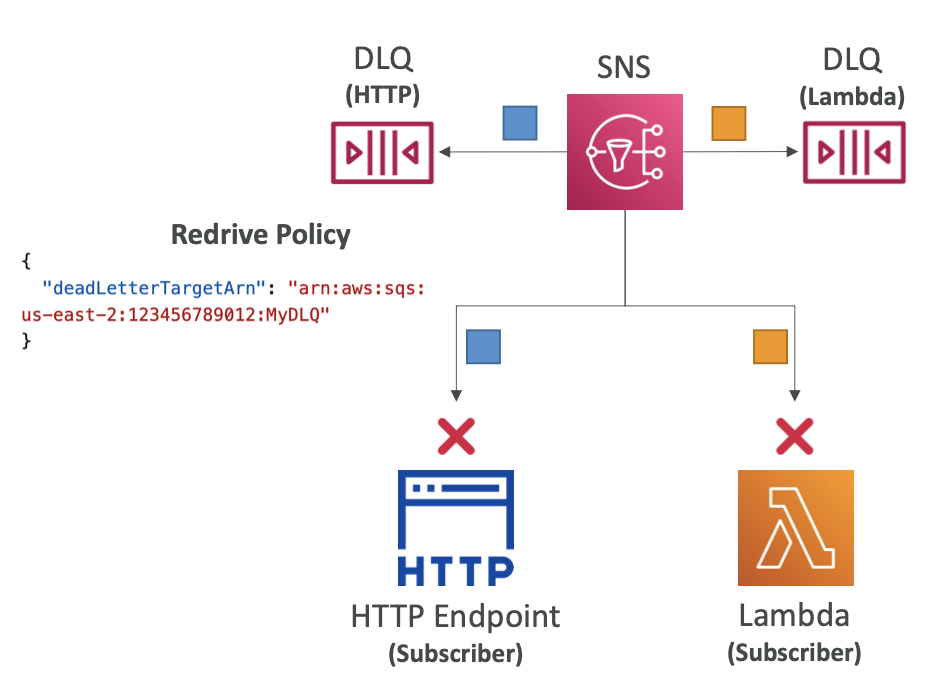 DLQ
(HTTP)
SNS
DLQ
(Lambda)
Redrive Policy
{
"deadLetterTargetArn": "arn:aws:sqs:
us-east-2:123456789012:MyDLQ"
}
HTTP
HTTP Endpoint
(Subscriber)
Lambda
(Subscriber)